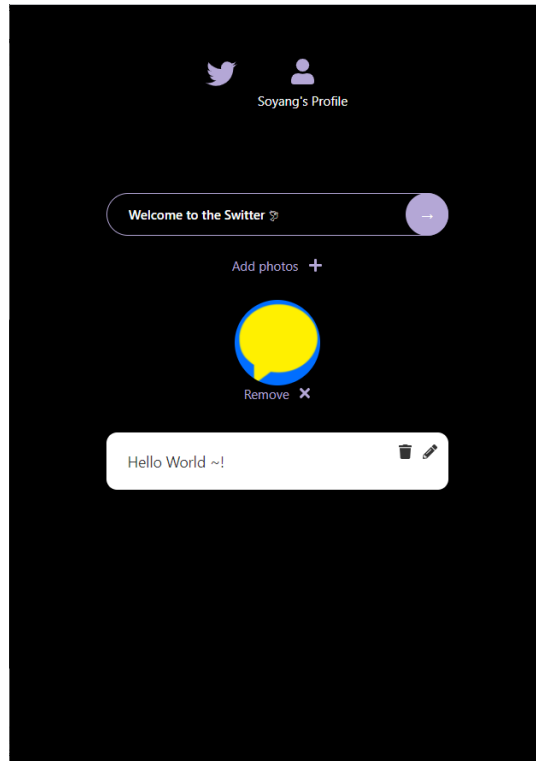 Soyang's Profile
Welcome to the Switter 🕊
→
Add photos +
Remove ×
Hello World ~!